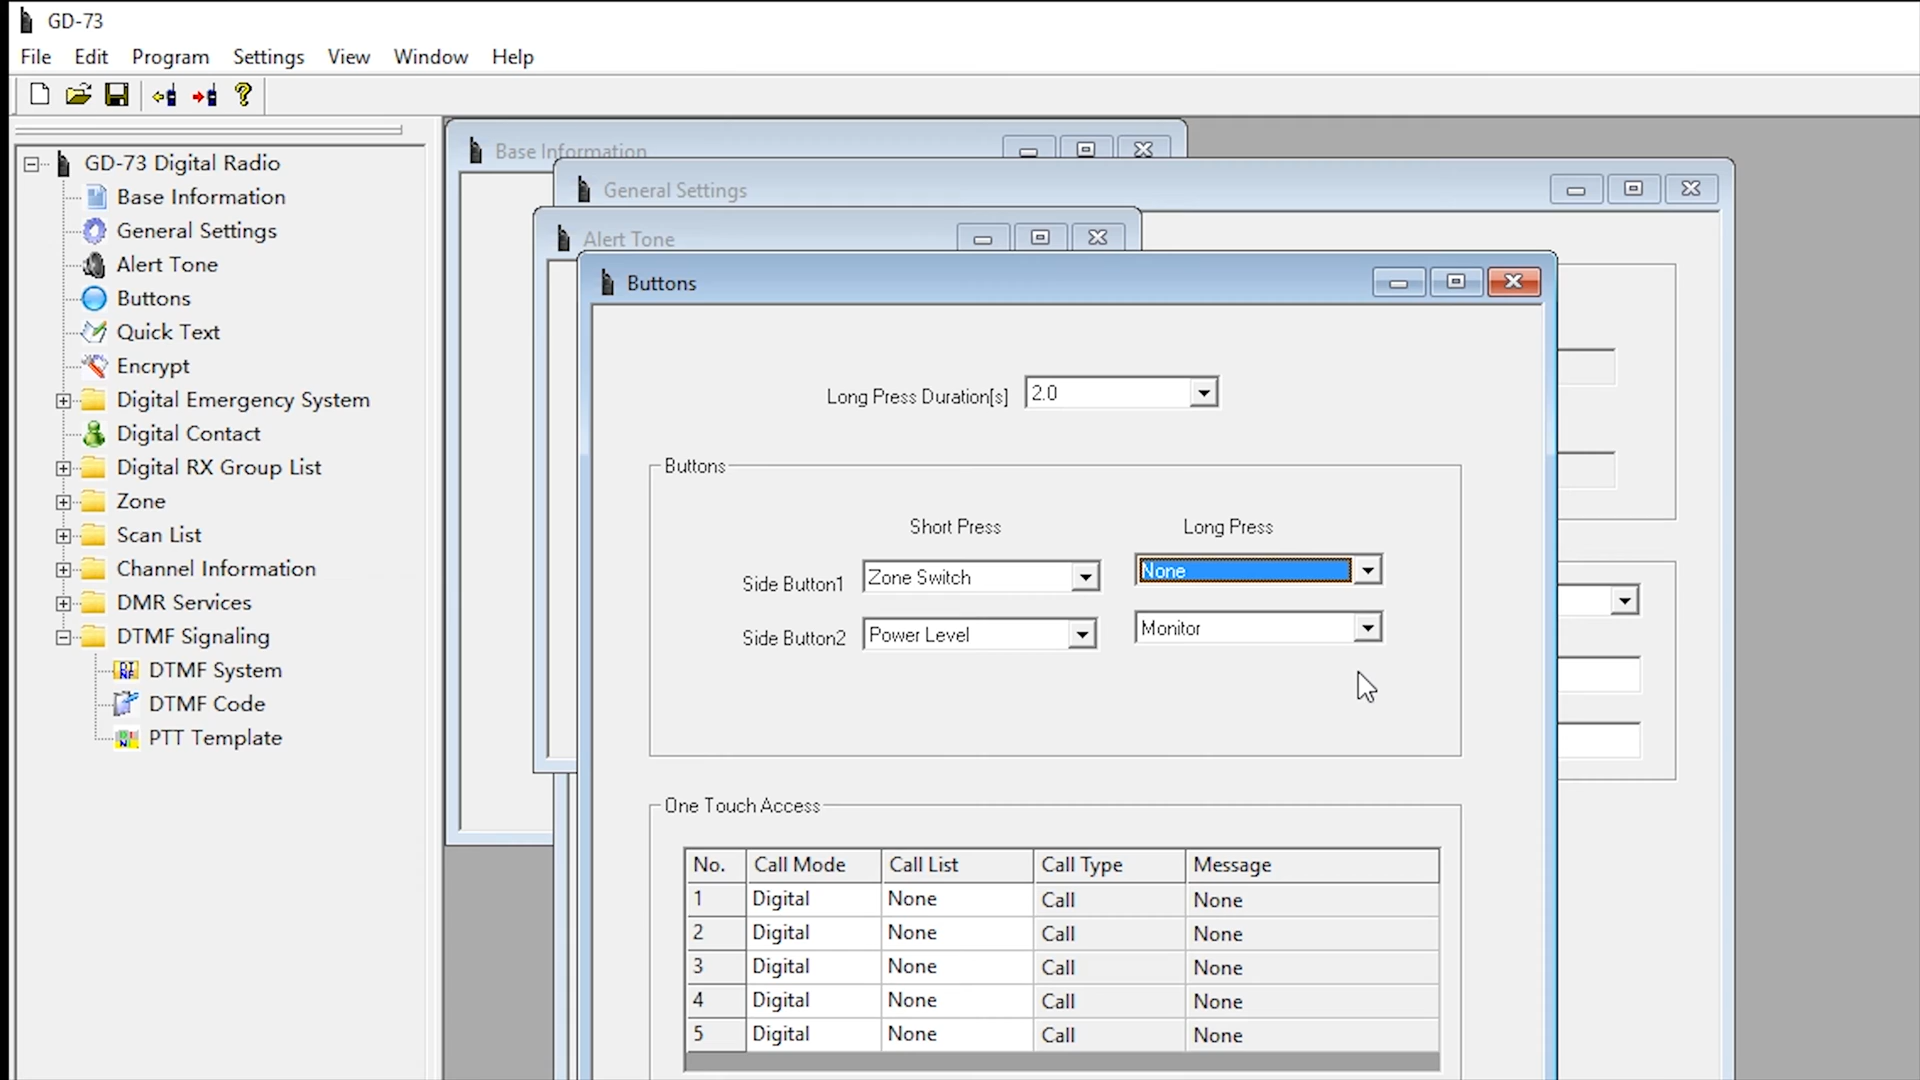 GD-73
File Edit Program Settings View Window Help
GD-73 Digital Radio
Base Information
General Settings
Alert Tone
Buttons
Quick Text
Encrypt
Digital Emergency System
Digital Contact
Digital RX Group List
Zone
Scan List
Channel Information
DMR Services
DTMF Signaling
DTMF System
DTMF Code
PTT Template
Base Information
General Settings
Alert Tone
Buttons
Long Press Duration[s] 2.0
Buttons
Short Press Long Press
Side Button1 Zone Switch None
Side Button2 Power Level Monitor
One Touch Access
No. Call Mode Call List Call Type Message
1 Digital None Call None
2 Digital None Call None
3 Digital None Call None
4 Digital None Call None
5 Digital None Call None